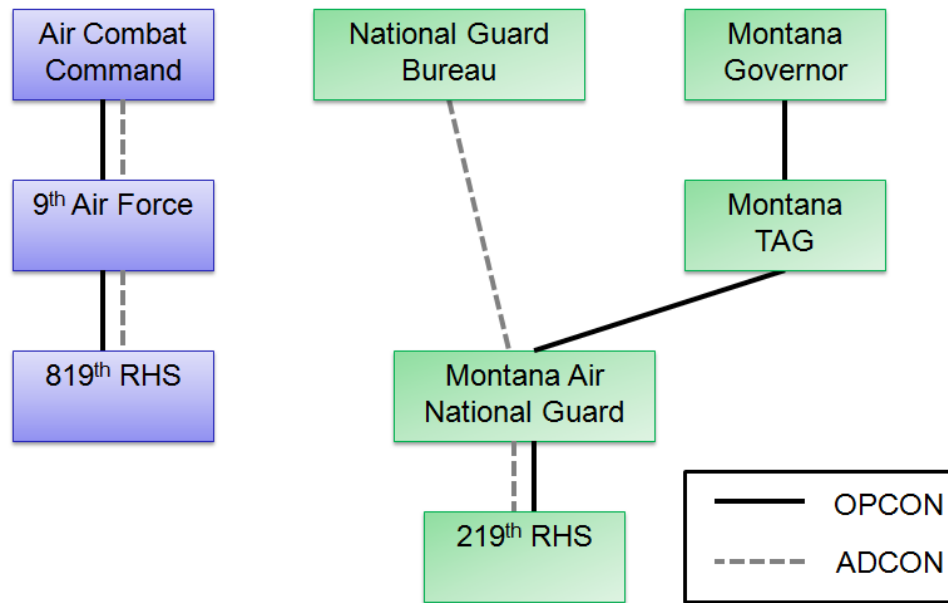 Air Combat
Command
National Guard
Bureau
Montana
Governor
9th Air Force
Montana
TAG
819th RHS
Montana Air
National Guard
219th RHS
OPCON
ADCON